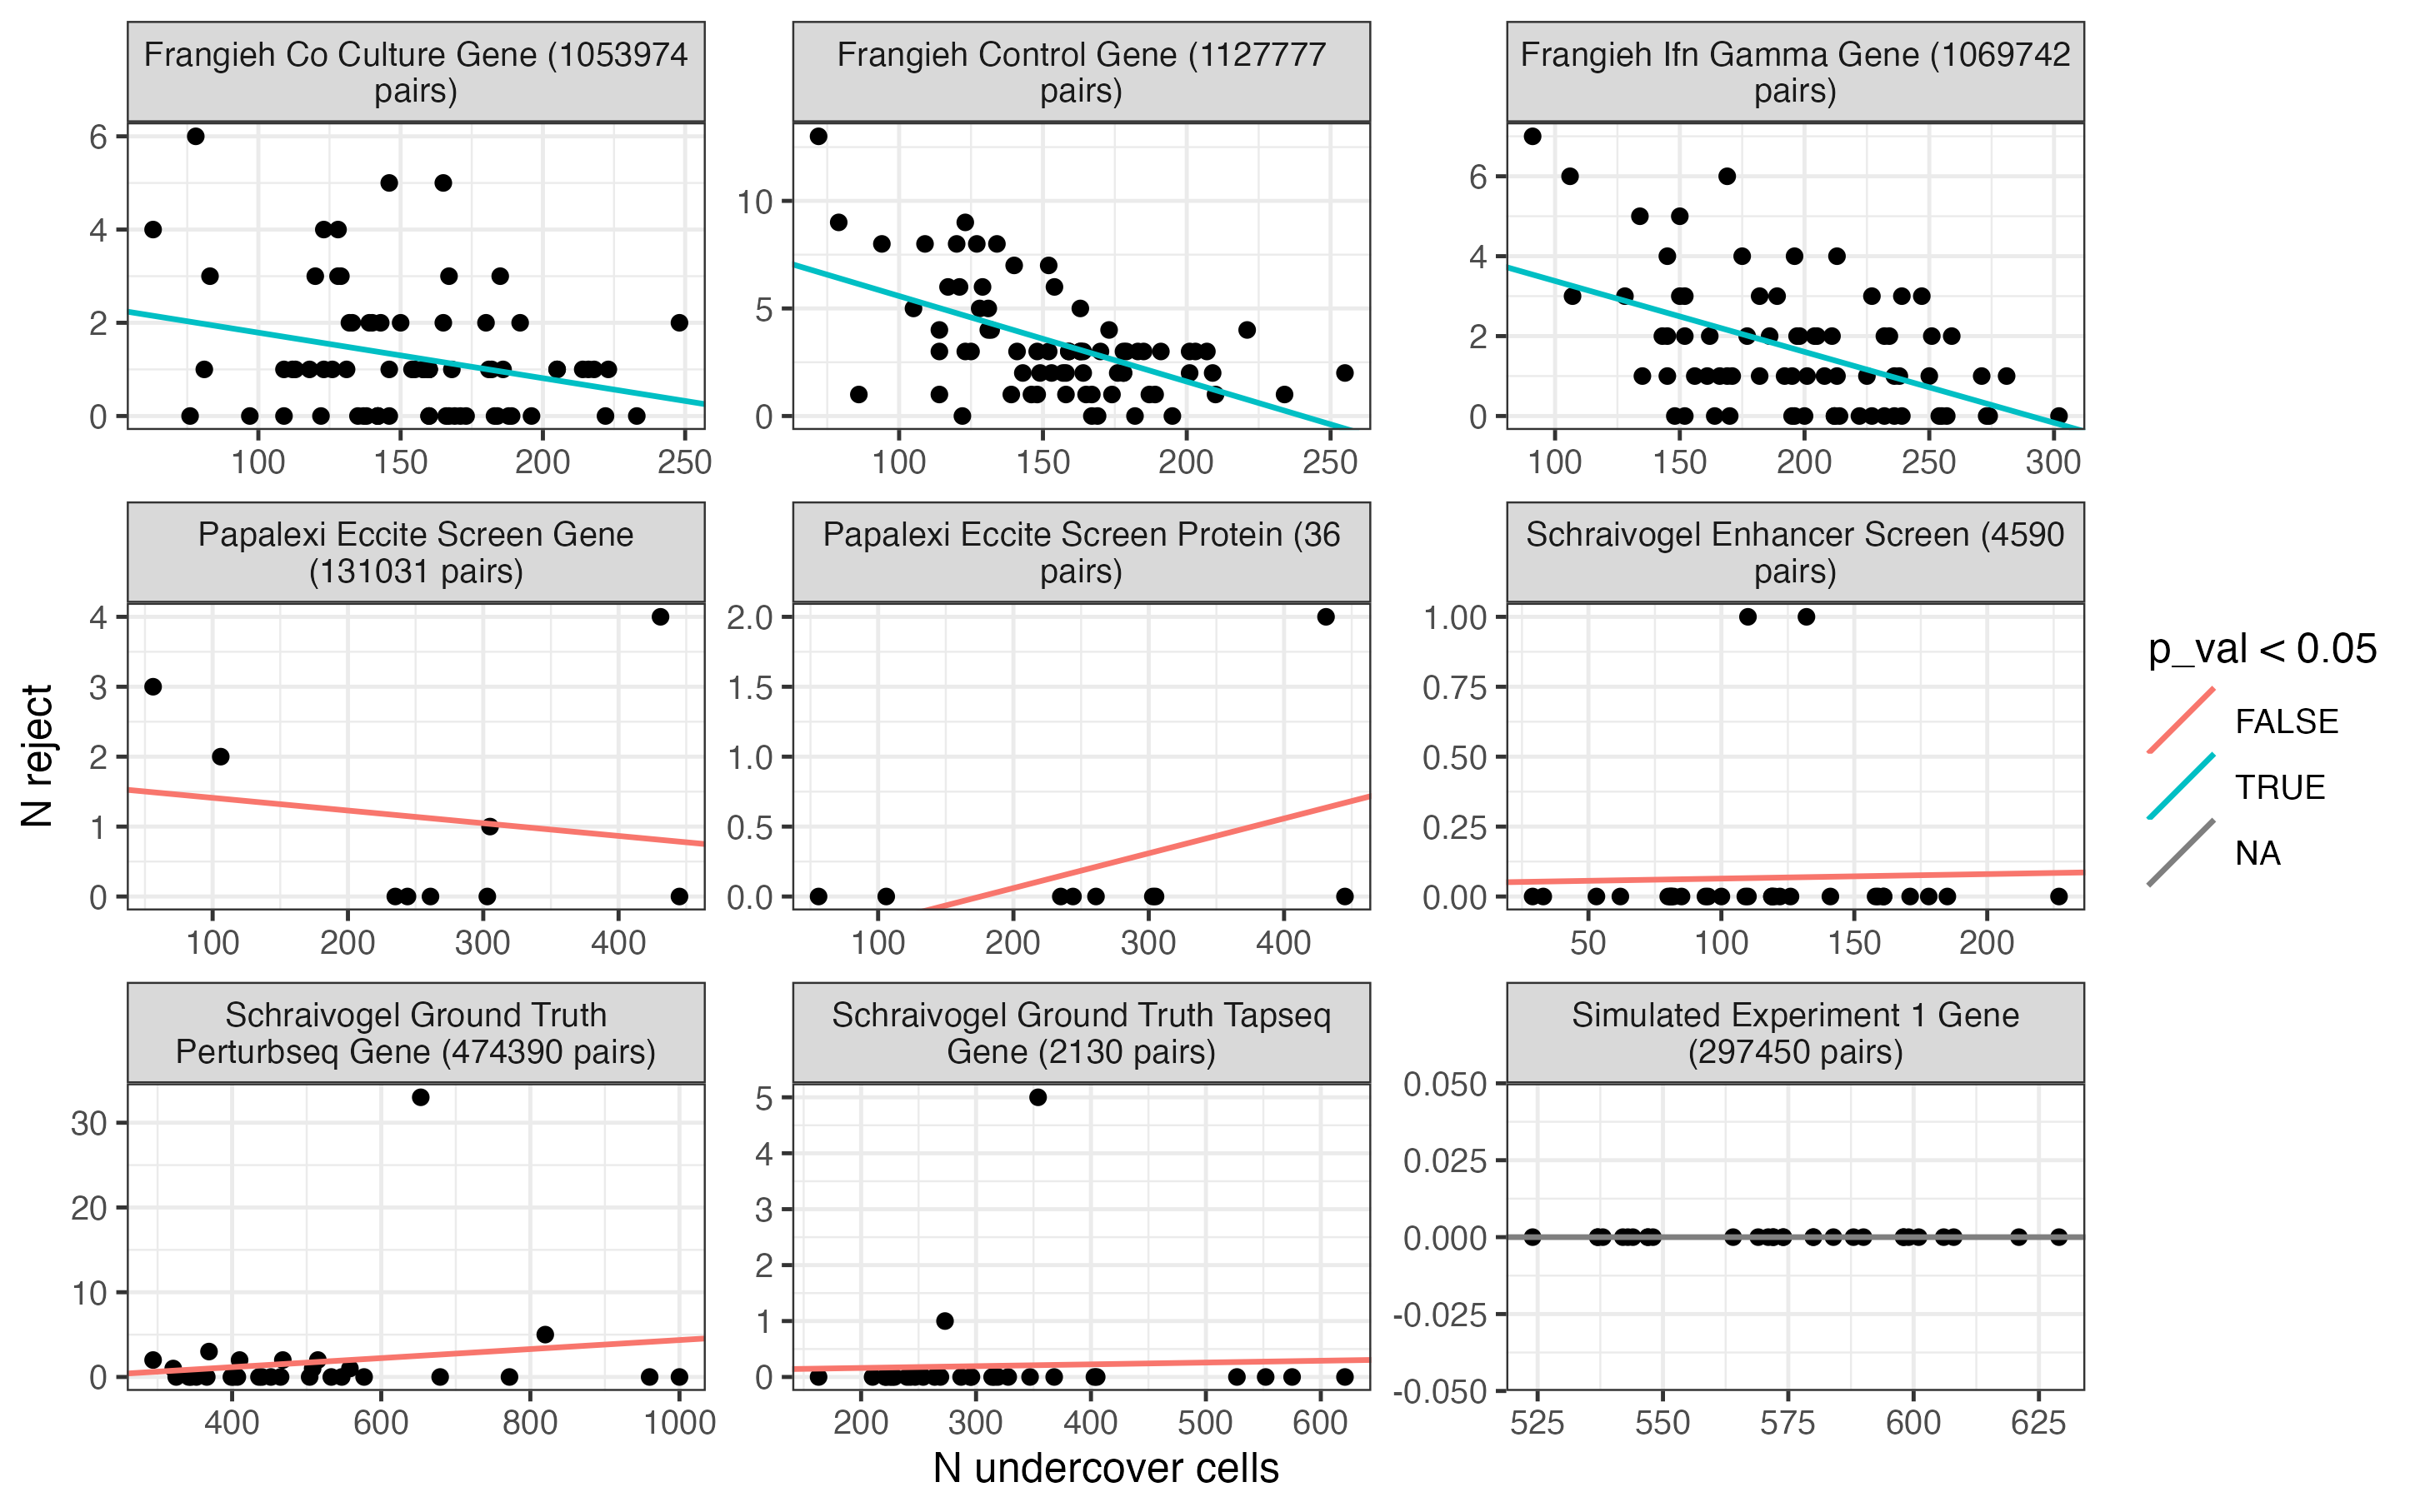 Frangieh Co Culture Gene (1053974
pairs)
Frangieh Control Gene (1127777
pairs)
Frangieh Ifn Gamma Gene (1069742
pairs)
6
4
2
0
100 150 200 250
10
5
0
100 150 200 250
6
4
2
0
100 150 200 250 300
Papalexi Eccite Screen Gene
(131031 pairs)
Papalexi Eccite Screen Protein (36
pairs)
Schraivogel Enhancer Screen (4590
pairs)
4
3
2
1
0
100 200 300 400
2.0
1.5
1.0
0.5
0.0
100 200 300 400
1.00
0.75
0.50
0.25
0.00
50 100 150 200
Schraivogel Ground Truth
Perturbseq Gene (474390 pairs)
Schraivogel Ground Truth Tapseq
Gene (2130 pairs)
Simulated Experiment 1 Gene
(297450 pairs)
30
20
10
0
400 600 800 1000
5
4
3
2
1
0
200 300 400 500 600
0.050
0.025
0.000
-0.025
-0.050
525 550 575 600 625
N reject
N undercover cells
p_val < 0.05
FALSE
TRUE
NA